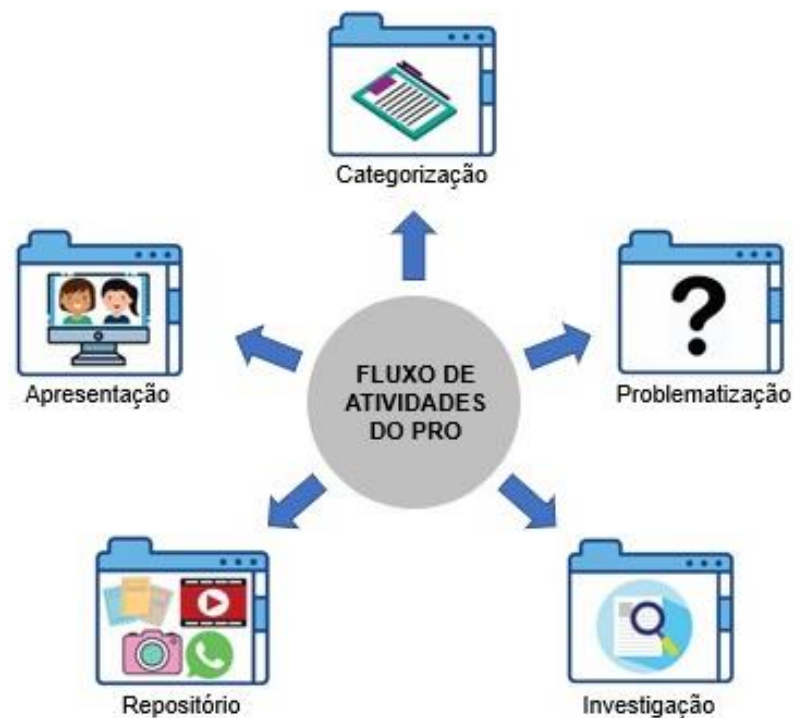 Categorização
Apresentação
FLUXO DE
ATIVIDADES
DO PRO
Problematização
Repositório
Investigação